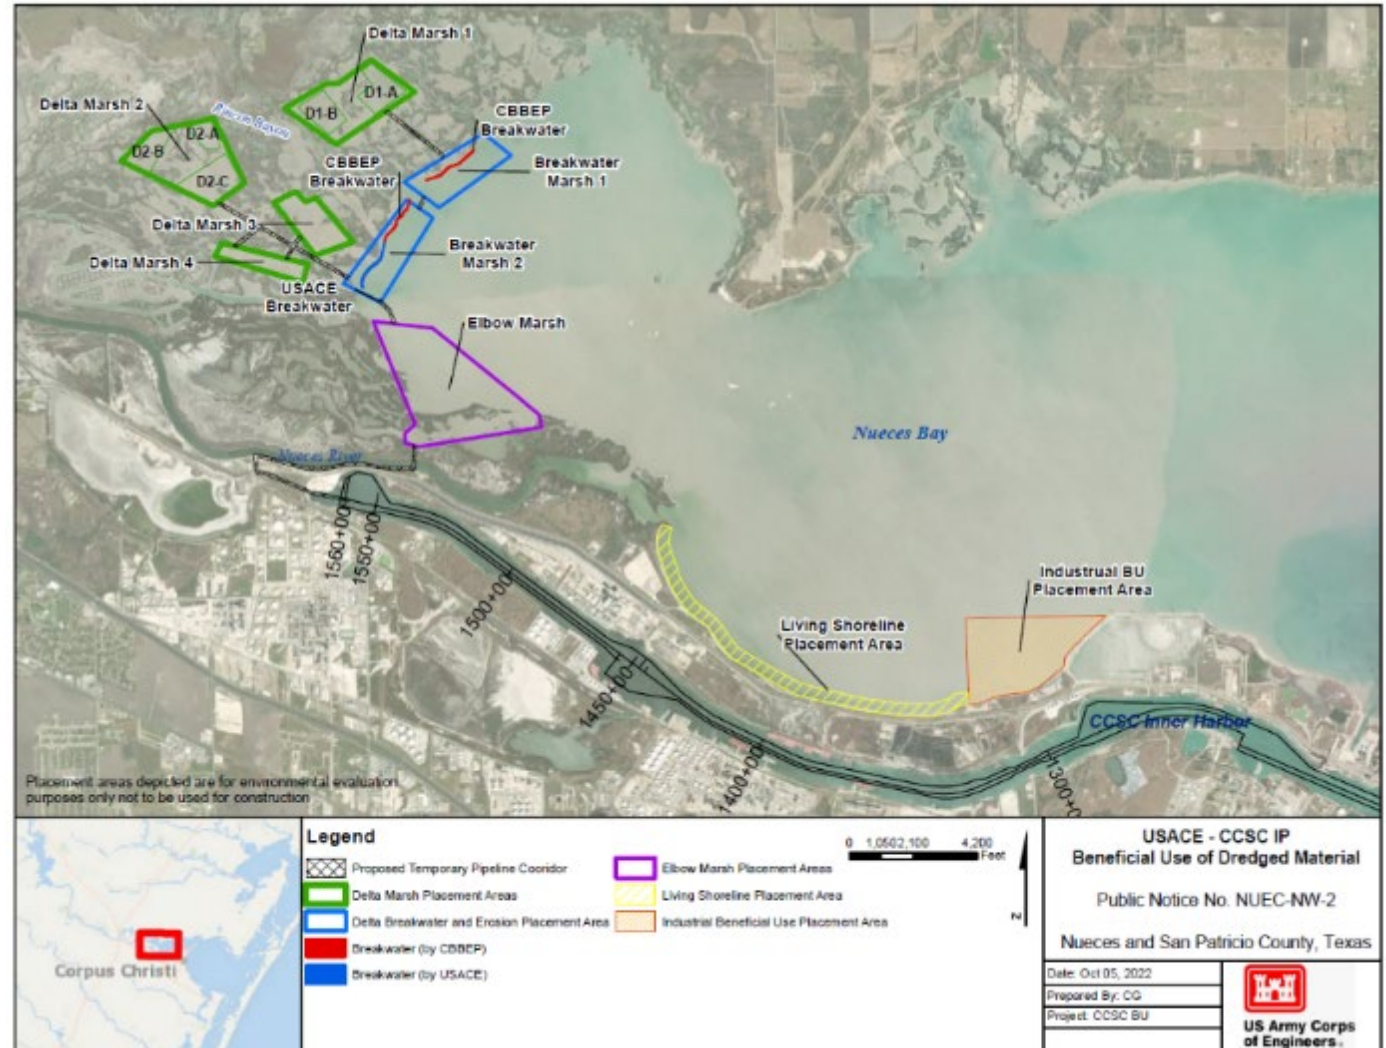 Delta Marsh 1
Delta Marsh 2
D1-A
D1-B
CBBEP
Breakwater
D2-A
D2-B
D2-C
Rincon Bayou
CBBEP
Breakwater
Breakwater
Marsh 1
Delta Marsh 3
Delta Marsh 4
Breakwater
Marsh 2
USACE
Breakwater
Elbow Marsh
Nueces Bay
Nueces River
1560+00
1550+00
1500+00
1450+00
1400+00
Living Shoreline
Placement Area
Industrual BU
Placement Area
CCSC Inner Harbor
Placement areas depicted are for environmental evaluation
purposes only not to be used for construction
Corpus Christi
Legend
Proposed Temporary Pipeline Cooridor
Delta Marsh Placement Areas
Delta Breakwater and Erosion Placement Area
Breakwater (by CBBEP)
Breakwater (by USACE)
Elbow Marsh Placement Areas
Living Shoreline Placement Area
Industrial Beneficial Use Placement Area
0 1,050 2,100 4,200
Feet
N
USACE - CCSC IP
Beneficial Use of Dredged Material
Public Notice No. NUEC-NW-2
Nueces and San Patricio County, Texas
Date: Oct 05, 2022
Prepared By: CG
Project: CCSC BU
US Army Corps
of Engineers.